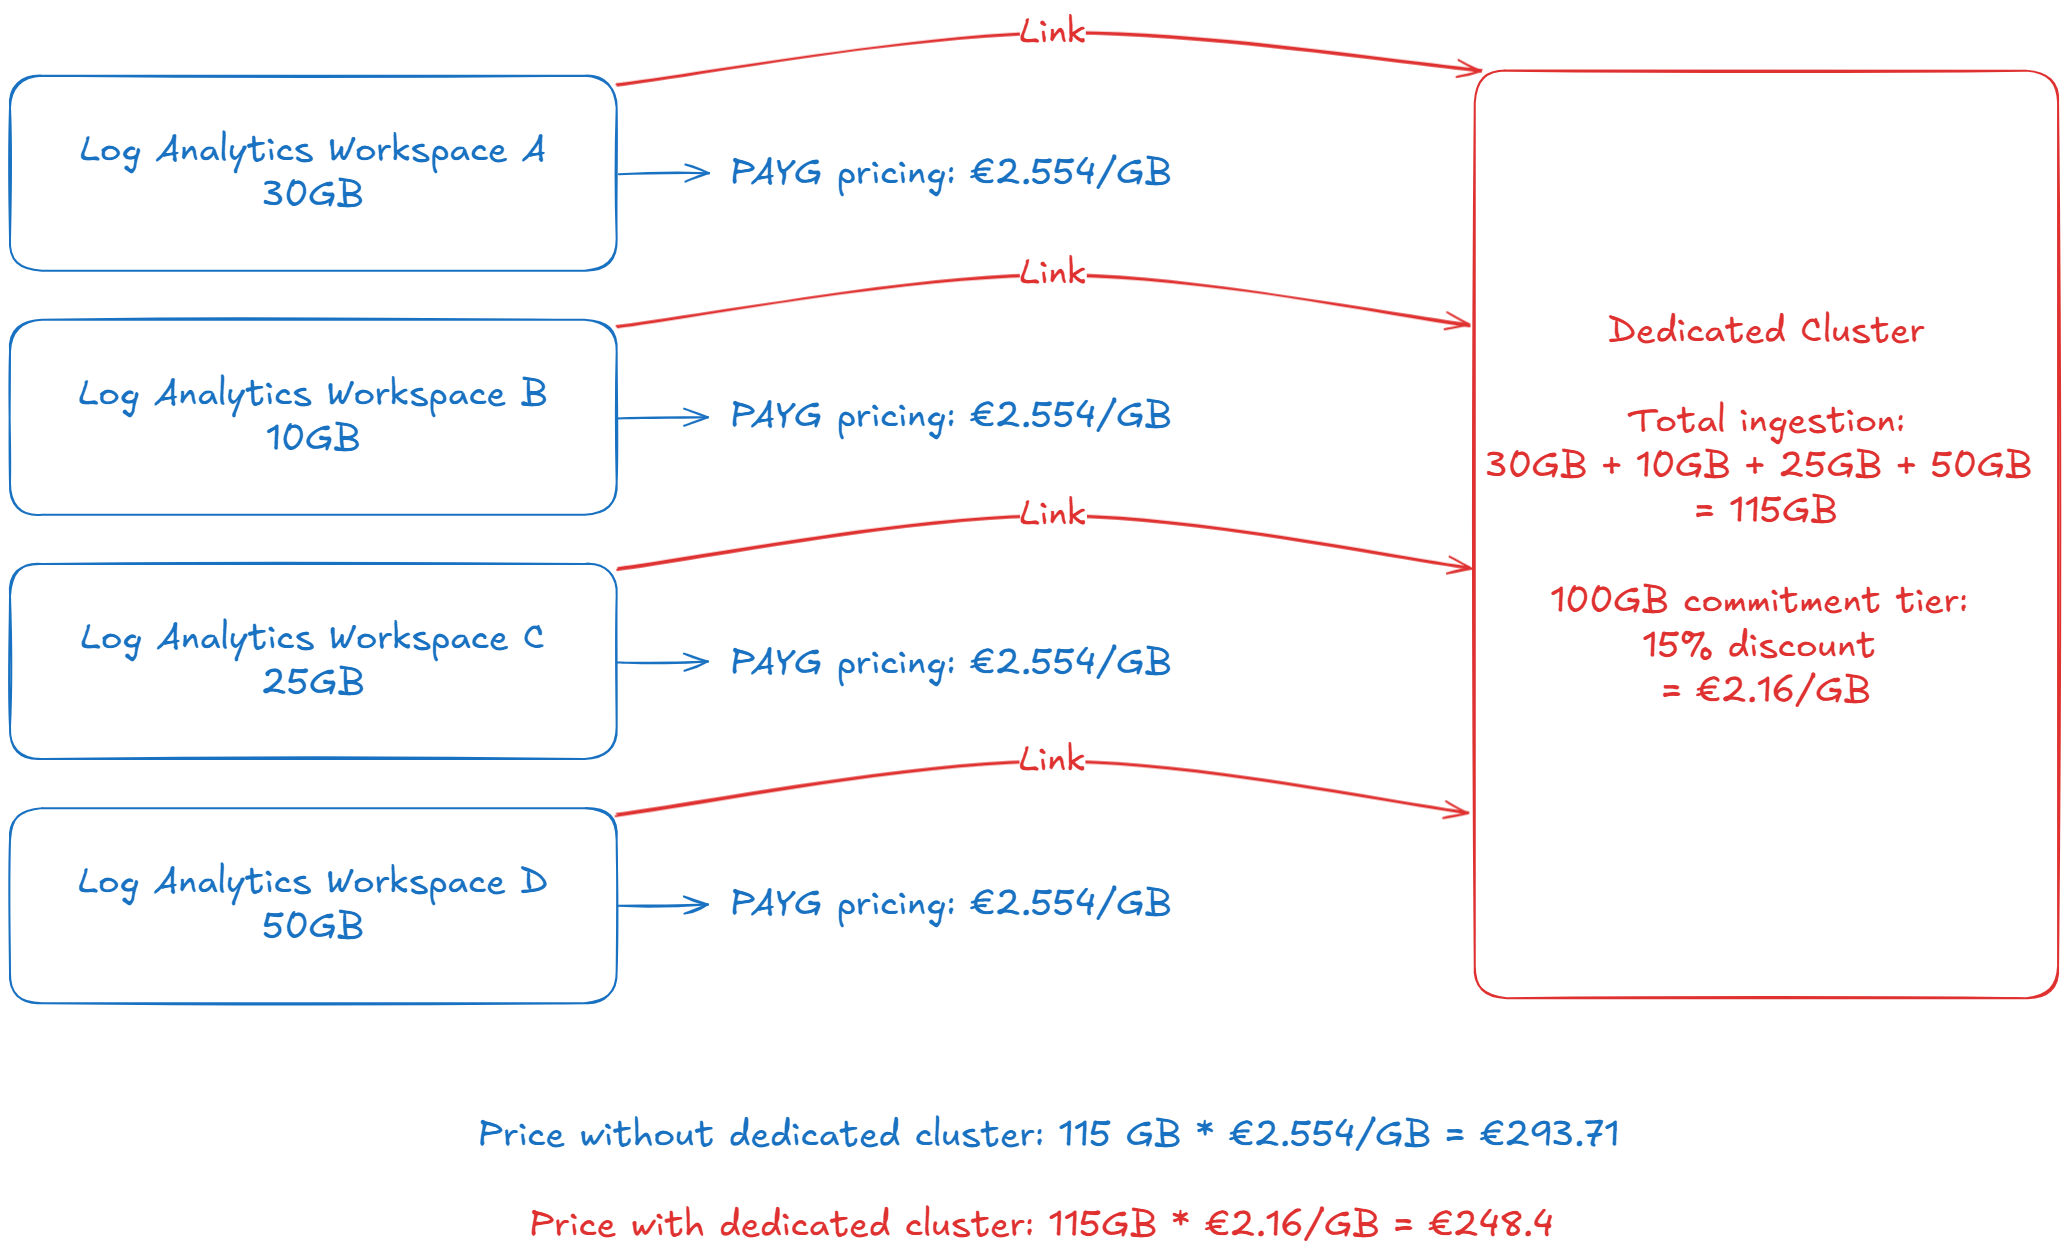 Link
Log Analytics Workspace A
30GB
PAYG pricing: €2.554/GB
Link
Log Analytics Workspace B
10GB
PAYG pricing: €2.554/GB
Link
Log Analytics Workspace C
25GB
PAYG pricing: €2.554/GB
Link
Log Analytics Workspace D
50GB
PAYG pricing: €2.554/GB
Dedicated Cluster
Total ingestion:
30GB + 10GB + 25GB + 50GB
= 115GB
100GB commitment tier:
15% discount
= €2.16/GB
Price without dedicated cluster: 115 GB * €2.554/GB = €293.71
Price with dedicated cluster: 115GB * €2.16/GB = €248.4